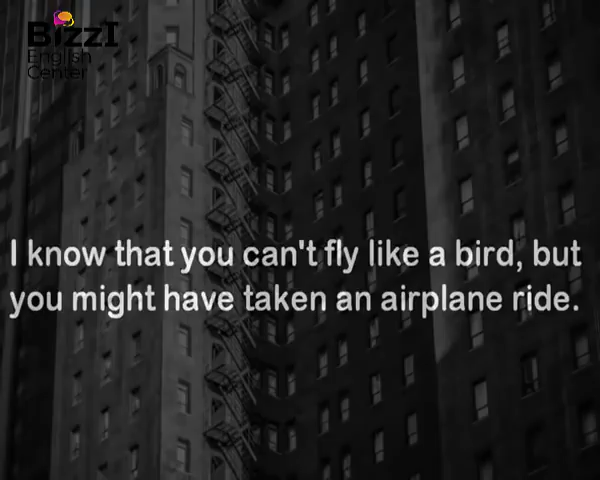 BizzI
English
Center
I know that you can't fly like a bird, but
you might have taken an airplane ride.